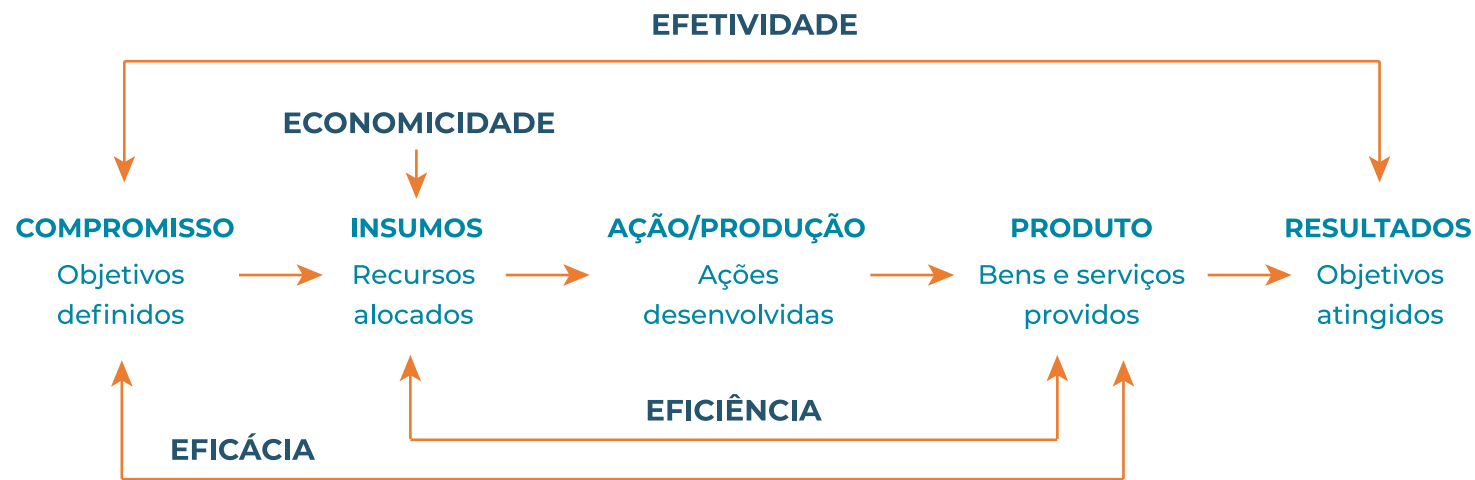 EFETIVIDADE
ECONOMICIDADE
COMPROMISSO
Objetivos
definidos
INSUMOS
Recursos
alocados
AÇÃO/PRODUÇÃO
Ações
desenvolvidas
PRODUTO
Bens e serviços
providos
RESULTADOS
Objetivos
atingidos
EFICIÊNCIA
EFICÁCIA